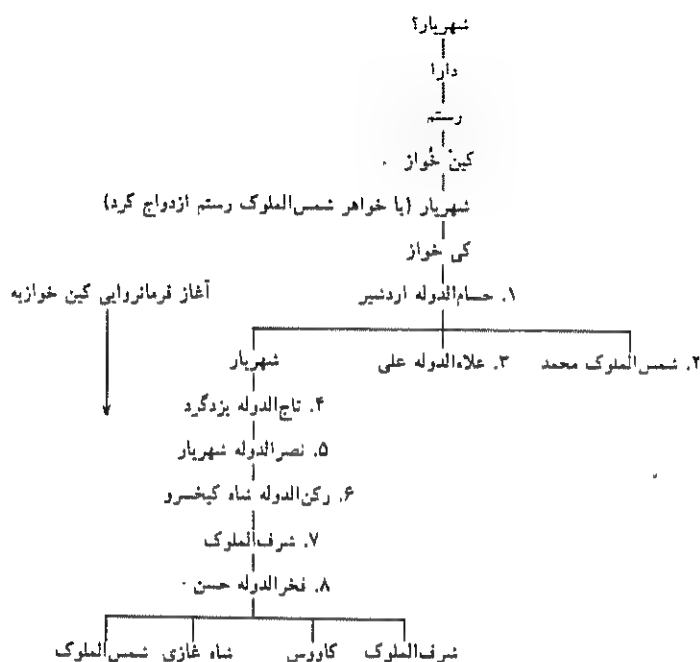 شهریار؟
دارا
رستم
کین خُواز
شهریار (با خواهر شمس‌الملوک رستم ازدواج کرد)
کی خواز
۱. حسام‌الدوله اردشیر
آغاز فرمانروایی کین خوازیه
۲. شمس‌الملوک محمد
۳. علاءالدوله علی
شهریار
۴. تاج‌الدوله یزدگرد
۵. نصرالدوله شهریار
۶. رکن‌الدوله شاه کیخسرو
۷. شرف‌الملوک
۸. فخرالدوله حسن
شرف‌الملوک
کاووس
شاه غازی
شمس‌الملوک